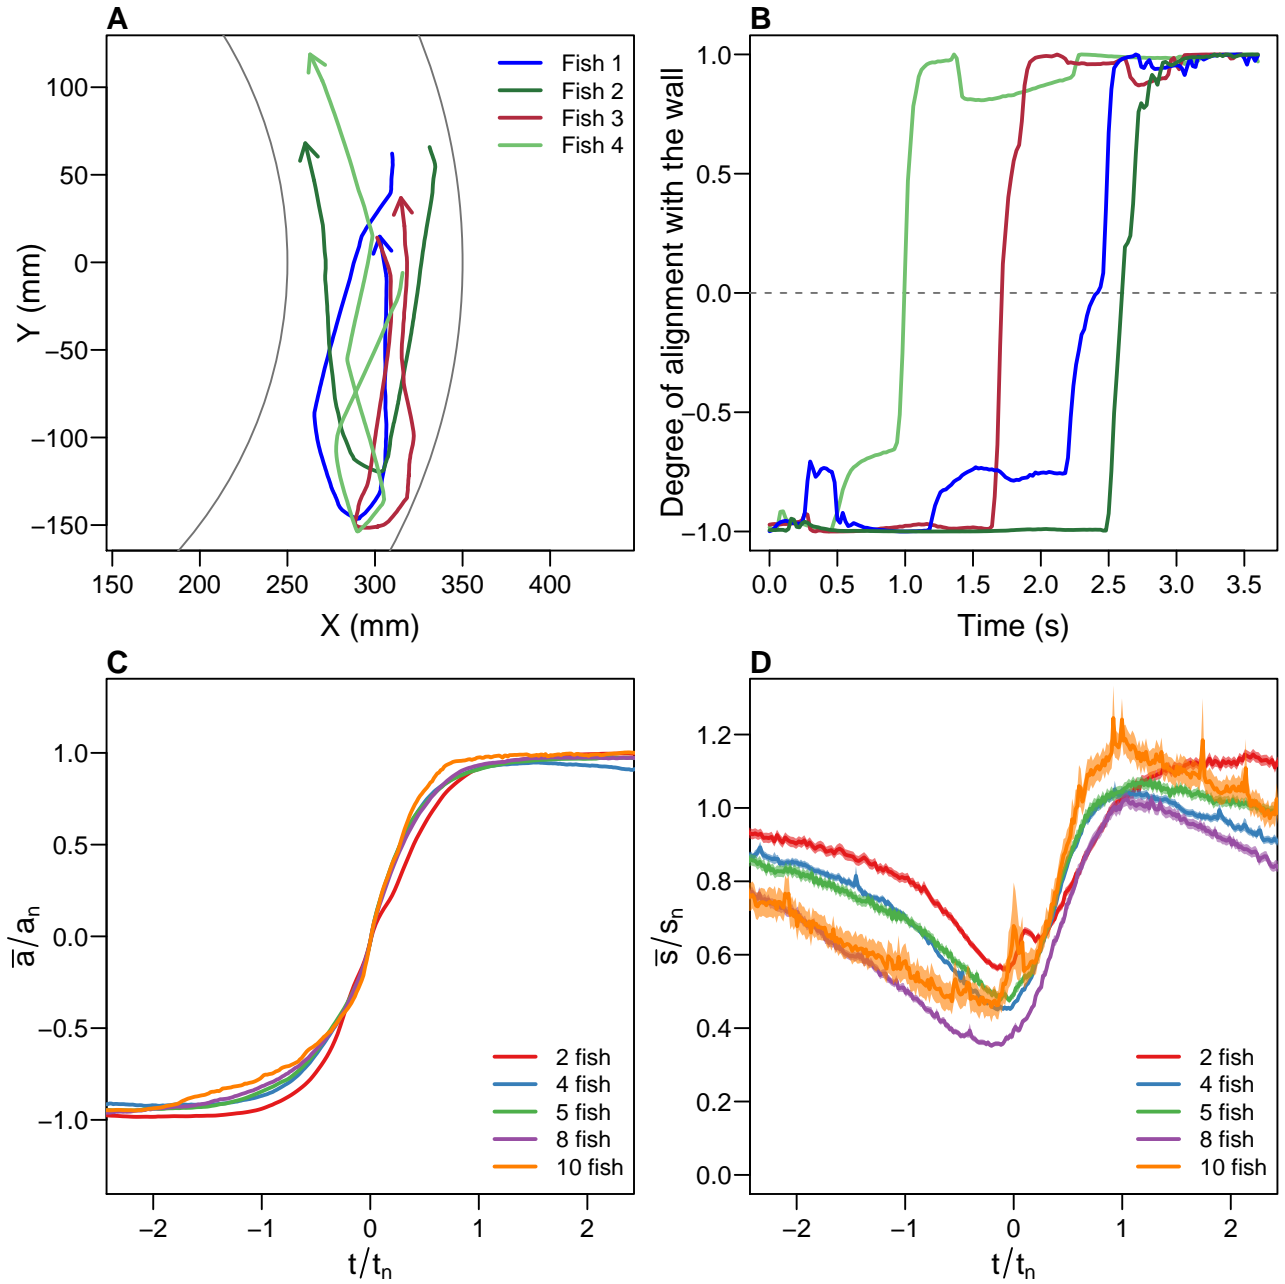 A
Fish 1
Fish 2
Fish 3
Fish 4
100
50
0
−50
−100
−150
Y (mm)
150
200
250
300
350
400
X (mm)
B
1.0
0.5
0.0
−0.5
−1.0
Degree of alignment with the wall
0.0
0.5
1.0
1.5
2.0
2.5
3.0
3.5
Time (s)
C
1.0
0.5
0.0
−0.5
−1.0
a̅/aₙ
2 fish
4 fish
5 fish
8 fish
10 fish
−2
−1
0
1
2
t/tₙ
D
1.2
1.0
0.8
0.6
0.4
0.2
0.0
s̅/sₙ
2 fish
4 fish
5 fish
8 fish
10 fish
−2
−1
0
1
2
t/tₙ